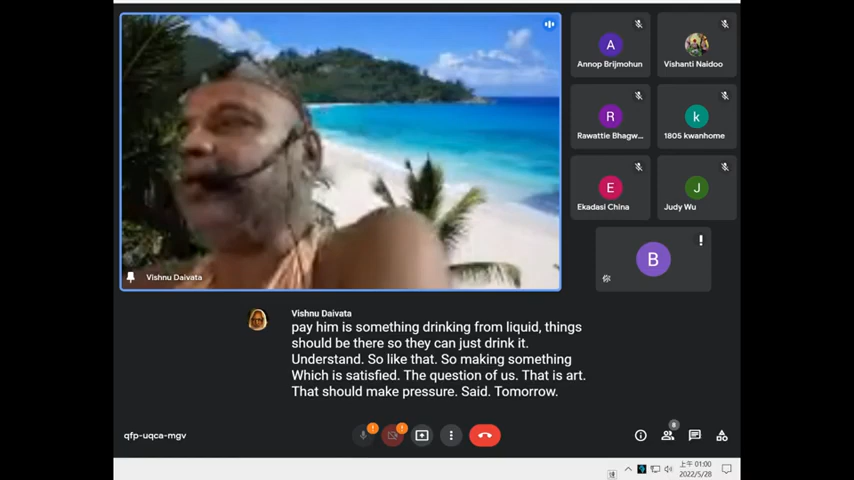 A
Annop Brijmohun
Vishanti Naidoo
R
Rawattie Bhagw...
k
1805 kwanhome
E
Ekadasi China
J
Judy Wu
B
你
Vishnu Daivata
Vishnu Daivata
pay him is something drinking from liquid, things
should be there so they can just drink it.
Understand. So like that. So making something
Which is satisfied. The question of us. That is art.
That should make pressure. Said. Tomorrow.
qfp-uqca-mgv
8
上午 01:00
2022/5/28